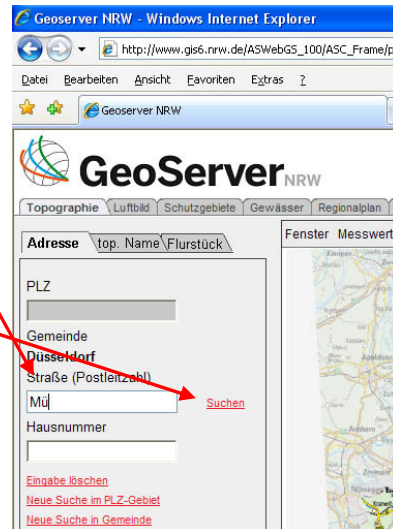 Geoserver NRW - Windows Internet Explorer
http://www.gis6.nrw.de/ASWebGS_100/ASC_Frame/p
Datei Bearbeiten Ansicht Favoriten Extras ?
Geoserver NRW
GeoServer NRW
Topographie Luftbild Schutzgebiete Gewässer Regionalplan
Adresse top. Name Flurstück
Fenster Messwert
PLZ
Gemeinde
Düsseldorf
Straße (Postleitzahl)
Mü
Suchen
Hausnummer
Eingabe löschen
Neue Suche im PLZ-Gebiet
Neue Suche in Gemeinde